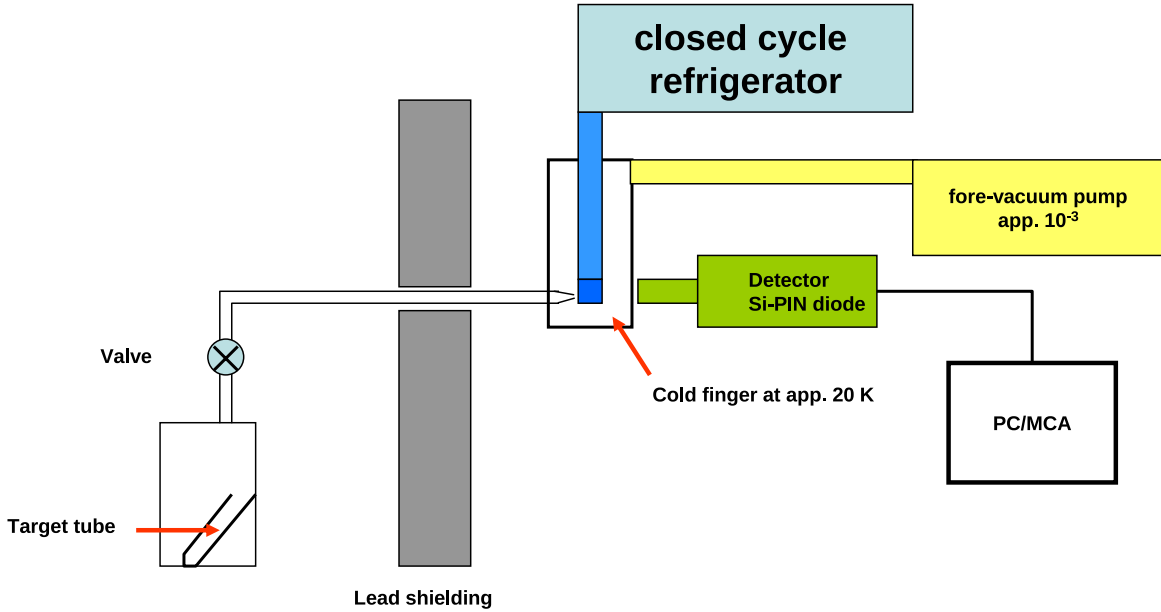 closed cycle
refrigerator
fore-vacuum pump
app. 10⁻³
Detector
Si-PIN diode
Valve
Cold finger at app. 20 K
PC/MCA
Target tube
Lead shielding